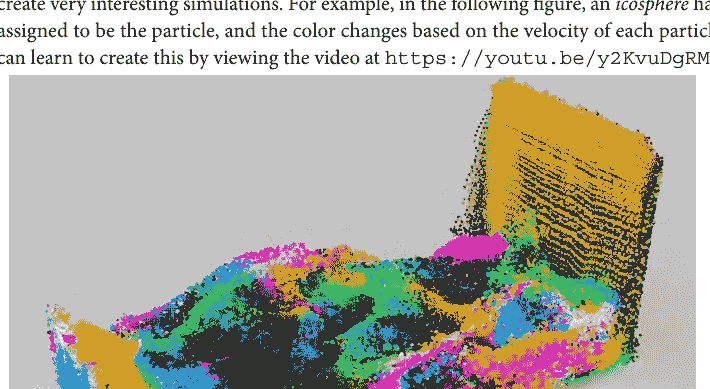 create very interesting simulations. For example, in the following figure, an icosphere ha
assigned to be the particle, and the color changes based on the velocity of each particl
can learn to create this by viewing the video at https://youtu.be/y2KvuDgRM